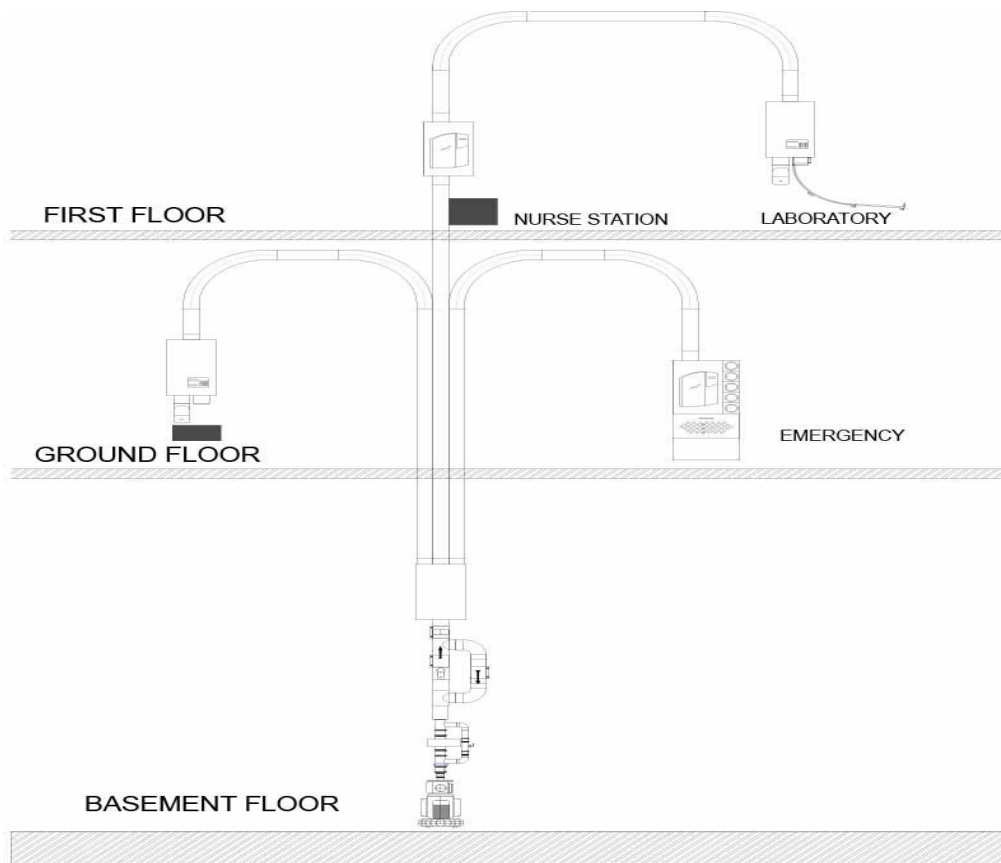 FIRST FLOOR
NURSE STATION
LABORATORY
GROUND FLOOR
EMERGENCY
BASEMENT FLOOR